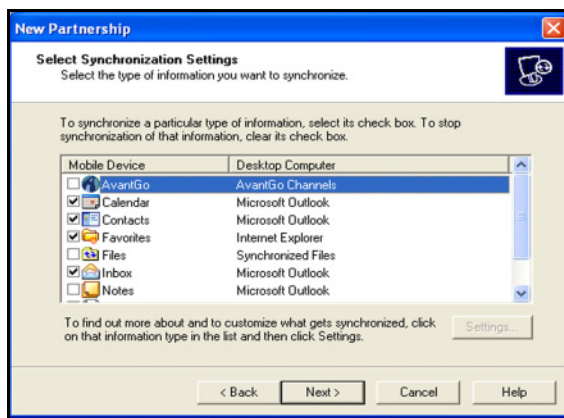 New Partnership
Select Synchronization Settings
Select the type of information you want to synchronize.
To synchronize a particular type of information, select its check box. To stop
synchronization of that information, clear its check box.
Mobile Device Desktop Computer
AvantGo AvantGo Channels
Calendar Microsoft Outlook
Contacts Microsoft Outlook
Favorites Internet Explorer
Files Synchronized Files
Inbox Microsoft Outlook
Notes Microsoft Outlook
To find out more about and to customize what gets synchronized, click
on that information type in the list and then click Settings.
Settings...
< Back Next > Cancel Help